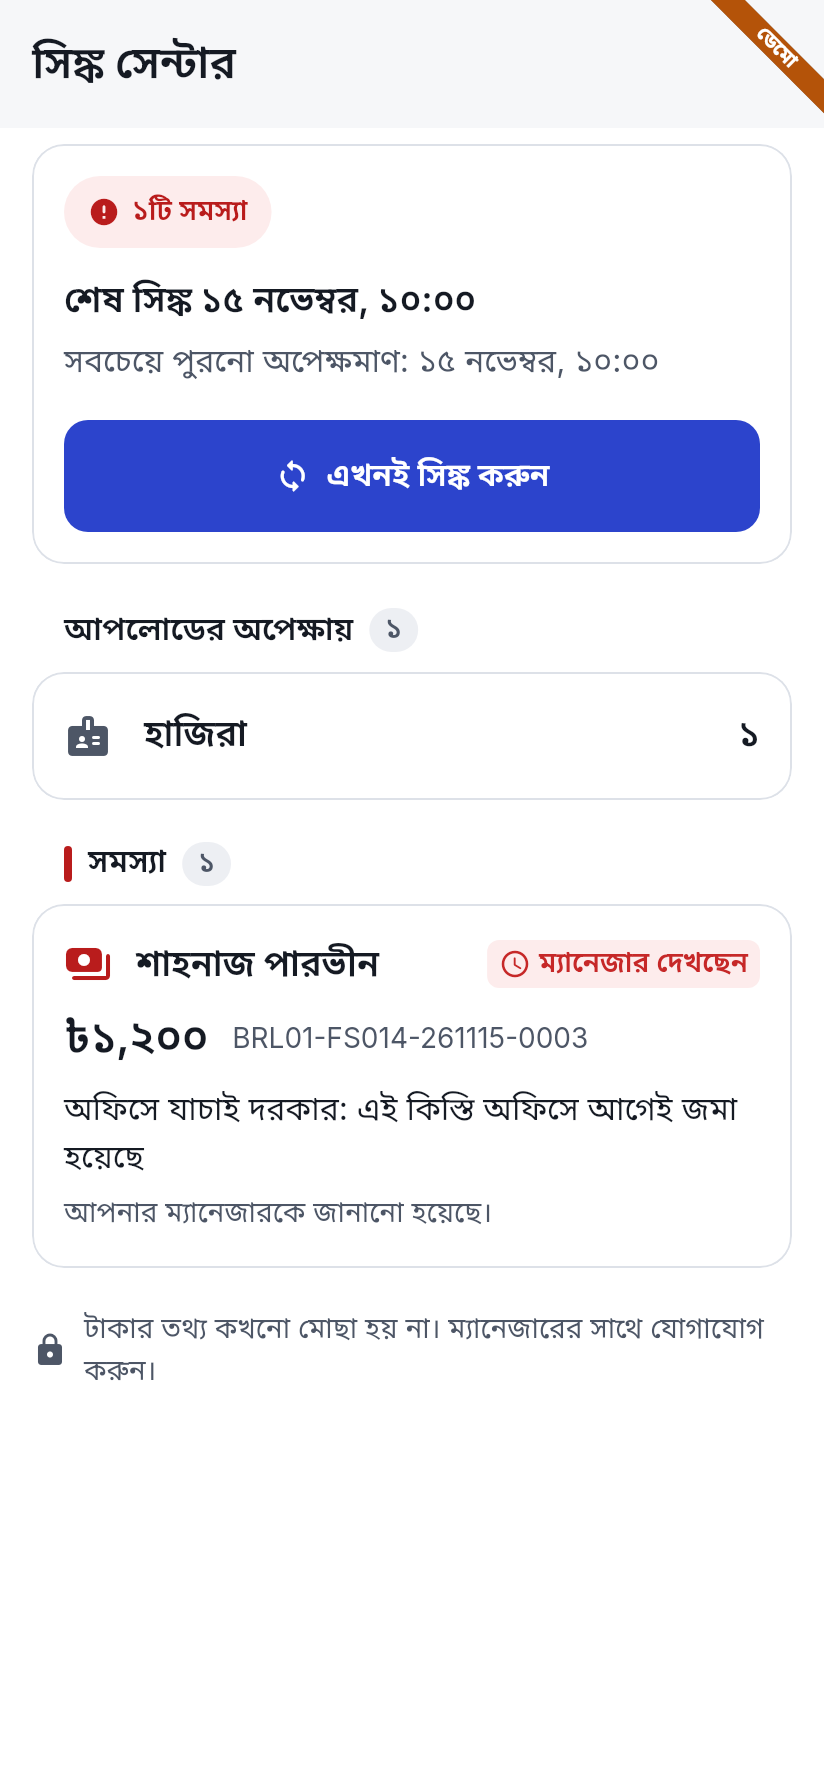 সিঙ্ক সেন্টার
ডেমো
১টি সমস্যা
শেষ সিঙ্ক ১৫ নভেম্বর, ১০:০০
সবচেয়ে পুরনো অপেক্ষমাণ: ১৫ নভেম্বর, ১০:০০
এখনই সিঙ্ক করুন
আপলোডের অপেক্ষায় ১
হাজিরা ১
সমস্যা ১
শাহনাজ পারভীন ম্যানেজার দেখছেন
৳১,২০০ BRL01-FS014-261115-0003
অফিসে যাচাই দরকার: এই কিস্তি অফিসে আগেই জমা
হয়েছে
আপনার ম্যানেজারকে জানানো হয়েছে।
টাকার তথ্য কখনো মোছা হয় না। ম্যানেজারের সাথে যোগাযোগ
করুন।